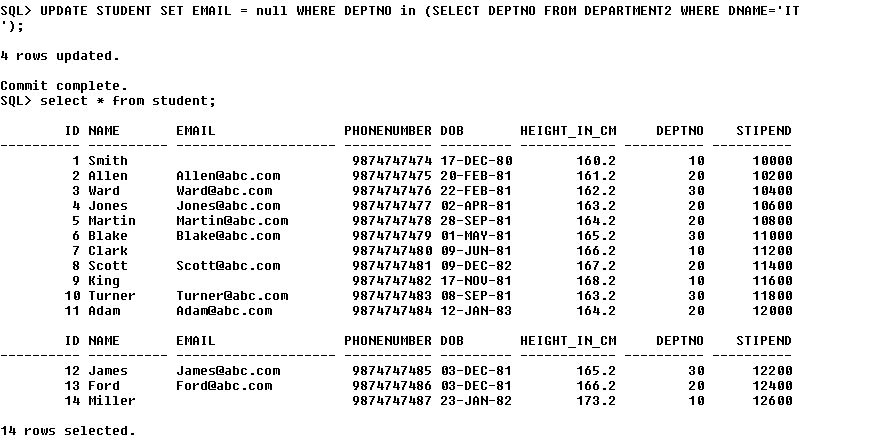 SQL> UPDATE STUDENT SET EMAIL = null WHERE DEPTNO in (SELECT DEPTNO FROM DEPARTMENT2 WHERE DNAME='IT
');
4 rows updated.
Commit complete.
SQL> select * from student;
ID NAME EMAIL PHONENUMBER DOB HEIGHT_IN_CM DEPTNO STIPEND
---------- ---------- -------------------- ----------- --------- ------------ ---------- ----------
1 Smith 9874747474 17-DEC-80 160.2 10 10000
2 Allen Allen@abc.com 9874747475 20-FEB-81 161.2 20 10200
3 Ward Ward@abc.com 9874747476 22-FEB-81 162.2 30 10400
4 Jones Jones@abc.com 9874747477 02-APR-81 163.2 20 10600
5 Martin Martin@abc.com 9874747478 28-SEP-81 164.2 20 10800
6 Blake Blake@abc.com 9874747479 01-MAY-81 165.2 30 11000
7 Clark 9874747480 09-JUN-81 166.2 10 11200
8 Scott Scott@abc.com 9874747481 09-DEC-82 167.2 20 11400
9 King 9874747482 17-NOV-81 168.2 10 11600
10 Turner Turner@abc.com 9874747483 08-SEP-81 163.2 30 11800
11 Adam Adam@abc.com 9874747484 12-JAN-83 164.2 20 12000
ID NAME EMAIL PHONENUMBER DOB HEIGHT_IN_CM DEPTNO STIPEND
---------- ---------- -------------------- ----------- --------- ------------ ---------- ----------
12 James James@abc.com 9874747485 03-DEC-81 165.2 30 12200
13 Ford Ford@abc.com 9874747486 03-DEC-81 166.2 20 12400
14 Miller 9874747487 23-JAN-82 173.2 10 12600
14 rows selected.